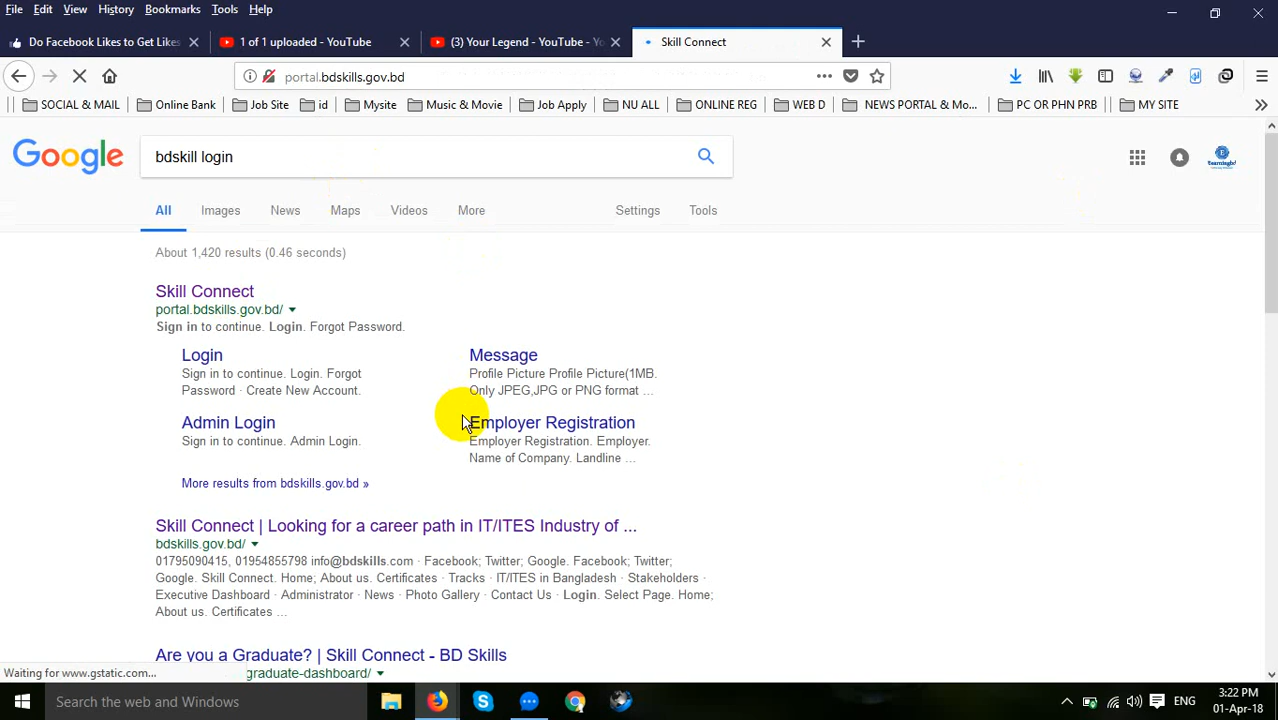 File Edit View History Bookmarks Tools Help
Do Facebook Likes to Get Likes
1 of 1 uploaded - YouTube
(3) Your Legend - YouTube - Yo
Skill Connect
portal.bdskills.gov.bd
SOCIAL & MAIL Online Bank Job Site id Mysite Music & Movie Job Apply NU ALL ONLINE REG WEB D NEWS PORTAL & Mo... PC OR PHN PRB MY SITE
Google
bdskill login
All Images News Maps Videos More Settings Tools
About 1,420 results (0.46 seconds)
Skill Connect
portal.bdskills.gov.bd/
Sign in to continue. Login. Forgot Password.
Login
Sign in to continue. Login. Forgot
Password · Create New Account.
Message
Profile Picture Profile Picture(1MB.
Only JPEG,JPG or PNG format ...
Admin Login
Sign in to continue. Admin Login.
Employer Registration
Employer Registration. Employer.
Name of Company. Landline ...
More results from bdskills.gov.bd »
Skill Connect | Looking for a career path in IT/ITES Industry of ...
bdskills.gov.bd/
01795090415, 01954855798 info@bdskills.com · Facebook; Twitter; Google. Facebook; Twitter;
Google. Skill Connect. Home; About us. Certificates · Tracks · IT/ITES in Bangladesh · Stakeholders ·
Executive Dashboard · Administrator · News · Photo Gallery · Contact Us · Login. Select Page. Home;
About us. Certificates ...
Are you a Graduate? | Skill Connect - BD Skills
graduate-dashboard/
Waiting for www.gstatic.com...
Search the web and Windows
ENG
3:22 PM
01-Apr-18